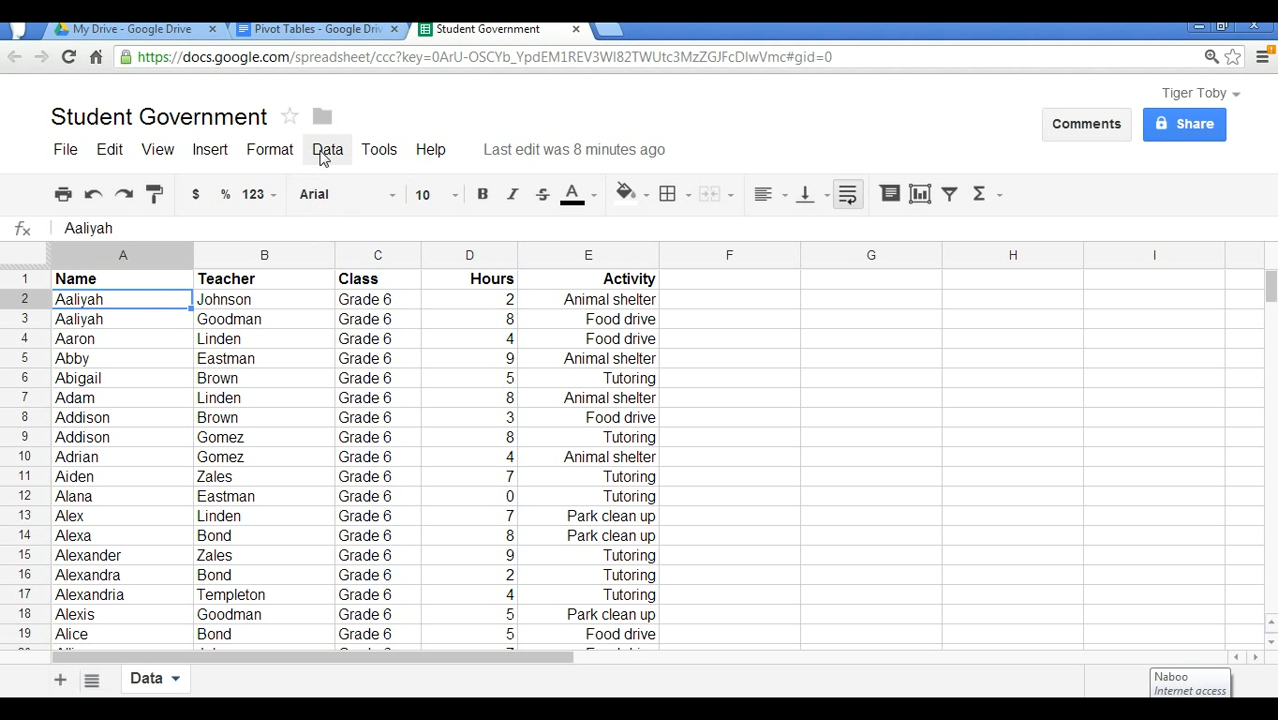 My Drive - Google Drive × Pivot Tables - Google Driv × Student Government ×
https://docs.google.com/spreadsheet/ccc?key=0ArU-OSCYb_YpdEM1REV3Wl82TWUtc3MzZGJFcDlwVmc#gid=0
Tiger Toby
Student Government
Comments Share
File Edit View Insert Format Data Tools Help Last edit was 8 minutes ago
$ % 123 Arial 10 B I S A Σ
fx Aaliyah
A B C D E F G H I
1 Name Teacher Class Hours Activity
2 Aaliyah Johnson Grade 6 2 Animal shelter
3 Aaliyah Goodman Grade 6 8 Food drive
4 Aaron Linden Grade 6 4 Food drive
5 Abby Eastman Grade 6 9 Animal shelter
6 Abigail Brown Grade 6 5 Tutoring
7 Adam Linden Grade 6 8 Animal shelter
8 Addison Brown Grade 6 3 Food drive
9 Addison Gomez Grade 6 8 Tutoring
10 Adrian Gomez Grade 6 4 Animal shelter
11 Aiden Zales Grade 6 7 Tutoring
12 Alana Eastman Grade 6 0 Tutoring
13 Alex Linden Grade 6 7 Park clean up
14 Alexa Bond Grade 6 8 Park clean up
15 Alexander Zales Grade 6 9 Tutoring
16 Alexandra Bond Grade 6 2 Tutoring
17 Alexandria Templeton Grade 6 4 Tutoring
18 Alexis Goodman Grade 6 5 Park clean up
19 Alice Bond Grade 6 5 Food drive
Data
Naboo
Internet access